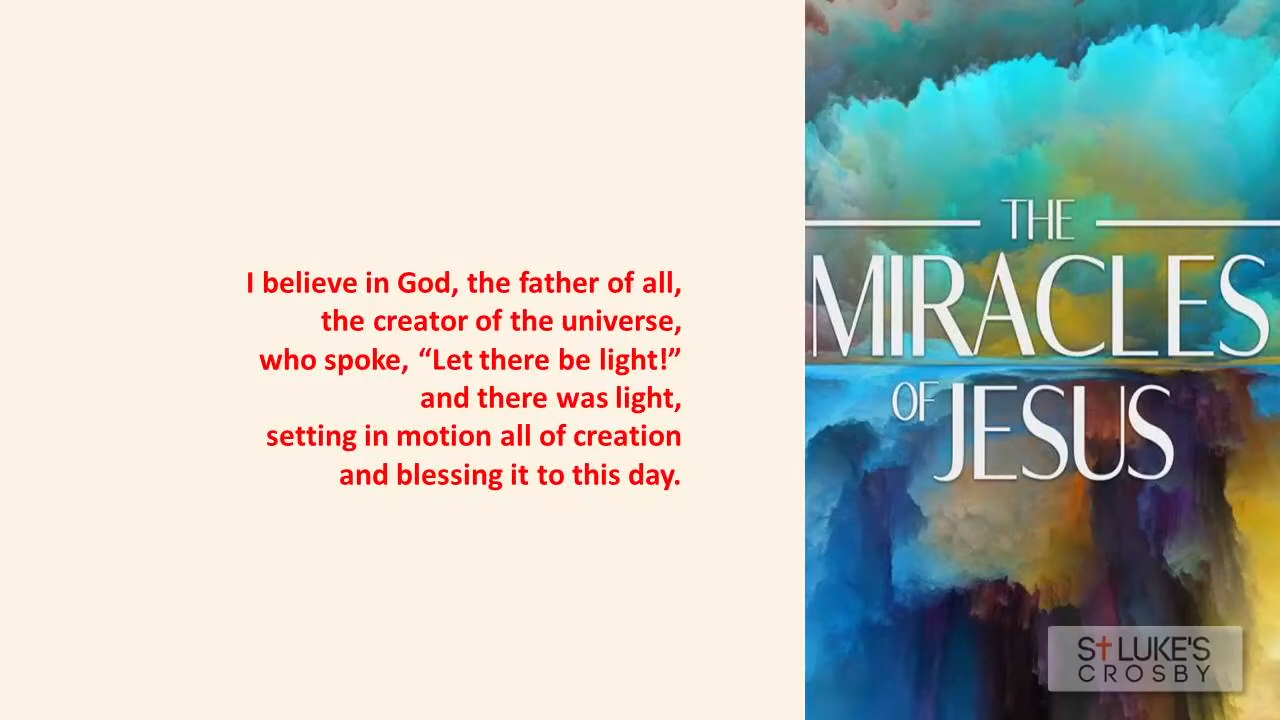 I believe in God, the father of all,
the creator of the universe,
who spoke, “Let there be light!”
and there was light,
setting in motion all of creation
and blessing it to this day.
THE
MIRACLES
OF JESUS
ST LUKE'S
CROSBY